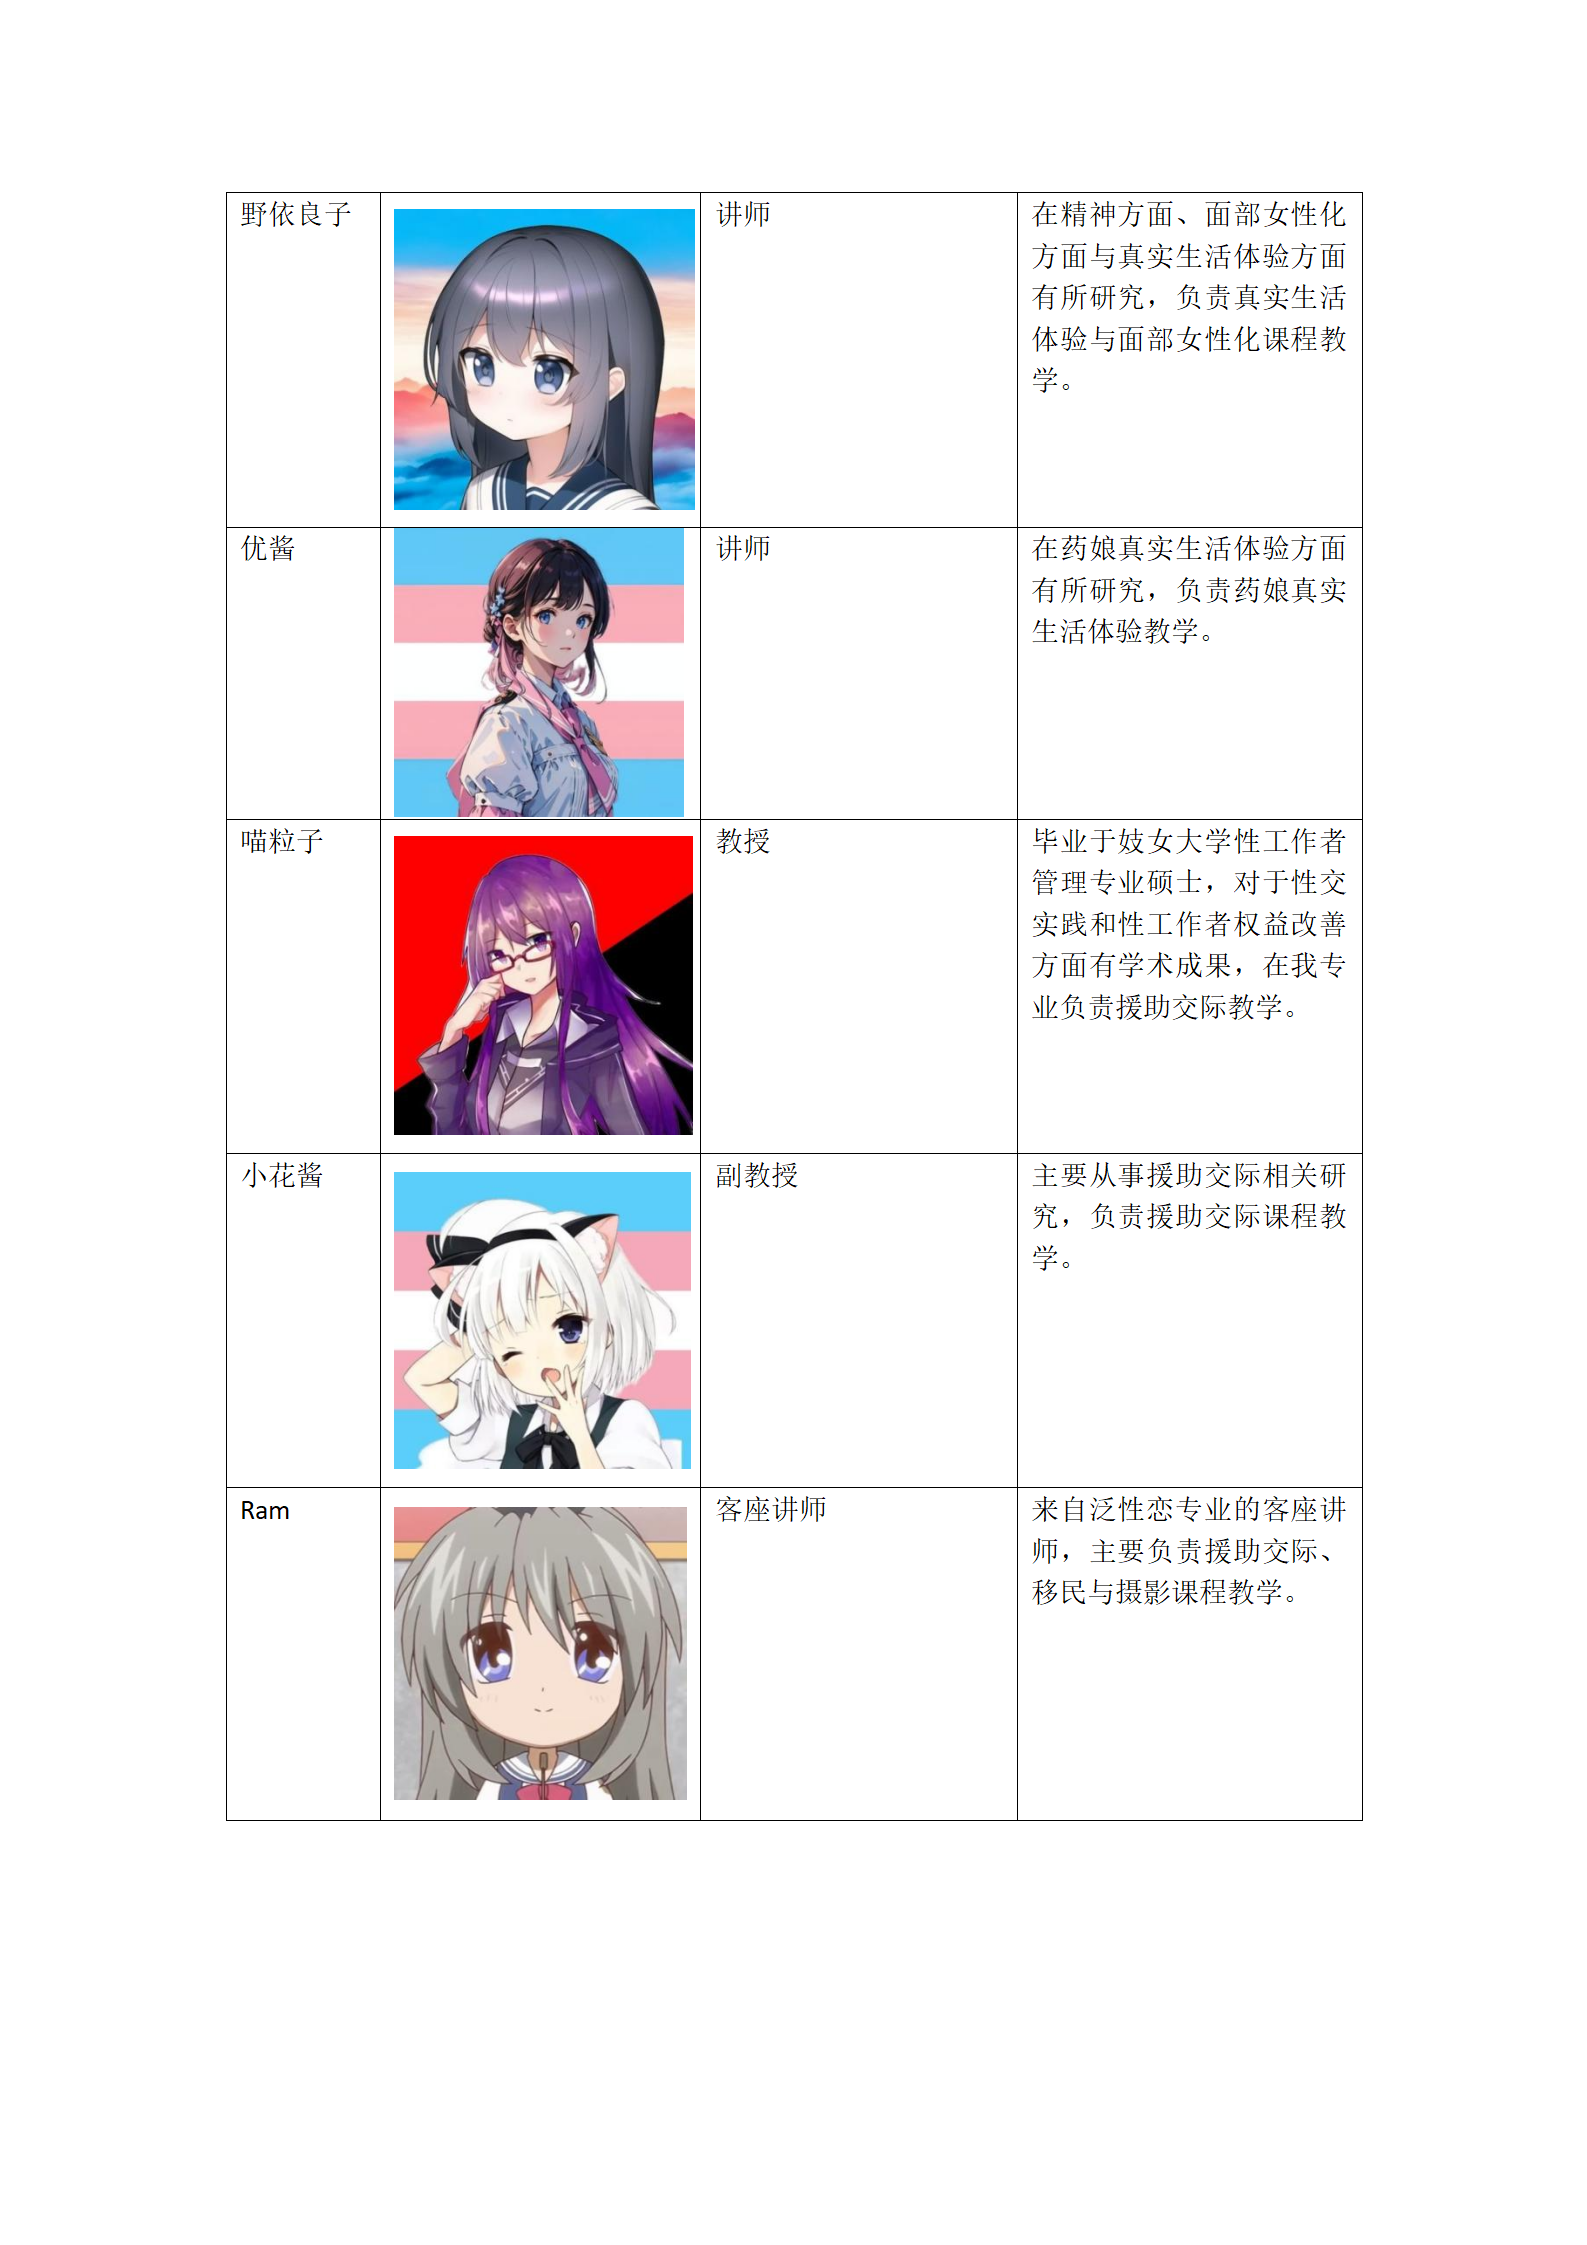 野依良子
讲师
在精神方面、面部女性化
方面与真实生活体验方面
有所研究，负责真实生活
体验与面部女性化课程教
学。
优酱
讲师
在药娘真实生活体验方面
有所研究，负责药娘真实
生活体验教学。
喵粒子
教授
毕业于妓女大学性工作者
管理专业硕士，对于性交
实践和性工作者权益改善
方面有学术成果，在我专
业负责援助交际教学。
小花酱
副教授
主要从事援助交际相关研
究，负责援助交际课程教
学。
Ram
客座讲师
来自泛性恋专业的客座讲
师，主要负责援助交际、
移民与摄影课程教学。